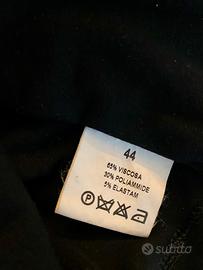 44
65% VISCOSA
30% POLIAMMIDE
5% ELASTAM
P
subito